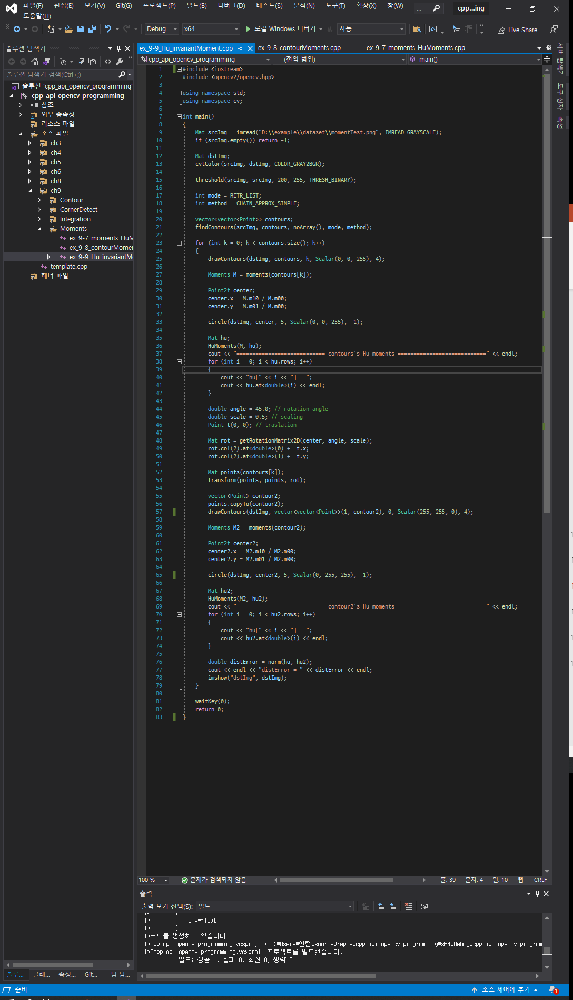 파일(F) 편집(E) 보기(V) Git(G) 프로젝트(P) 빌드(B) 디버그(D) 테스트(S) 분석(N) 도구(T) 확장(X) 창(W) ... cpp...ing
도움말(H)
Debug x64 로컬 Windows 디버거 자동 Live Share
솔루션 탐색기
솔루션 탐색기 검색(Ctrl+;)
솔루션 'cpp_api_opencv_programming'
cpp_api_opencv_programming
참조
외부 종속성
리소스 파일
소스 파일
ch3
ch4
ch5
ch6
ch8
ch9
Contour
CornerDetect
Integration
Moments
ex_9-7_moments_HuM
ex_9-8_contourMomer
ex_9-9_Hu_invariantM
template.cpp
헤더 파일
ex_9-9_Hu_invariantMoment.cpp ex_9-8_contourMoments.cpp ex_9-7_moments_HuMoments.cpp
cpp_api_opencv_programming (전역 범위) main()
1 #include <iostream>
2 #include <opencv2/opencv.hpp>
3
4 using namespace std;
5 using namespace cv;
6
7 int main()
8 {
9 Mat srcImg = imread("D:\\example\\dataset\\momentTest.png", IMREAD_GRAYSCALE);
10 if (srcImg.empty()) return -1;
11
12 Mat dstImg;
13 cvtColor(srcImg, dstImg, COLOR_GRAY2BGR);
14
15 threshold(srcImg, srcImg, 200, 255, THRESH_BINARY);
16
17 int mode = RETR_LIST;
18 int method = CHAIN_APPROX_SIMPLE;
19
20 vector<vector<Point>> contours;
21 findContours(srcImg, contours, noArray(), mode, method);
22
23 for (int k = 0; k < contours.size(); k++)
24 {
25 drawContours(dstImg, contours, k, Scalar(0, 0, 255), 4);
26
27 Moments M = moments(contours[k]);
28
29 Point2f center;
30 center.x = M.m10 / M.m00;
31 center.y = M.m01 / M.m00;
32
33 circle(dstImg, center, 5, Scalar(0, 0, 255), -1);
34
35 Mat hu;
36 HuMoments(M, hu);
37 cout << "============================ contours's Hu moments ============================" << endl;
38 for (int i = 0; i < hu.rows; i++)
39 {
40 cout << "hu[" << i << "] = ";
41 cout << hu.at<double>(i) << endl;
42 }
43
44 double angle = 45.0; // rotation angle
45 double scale = 0.5; // scaling
46 Point t(0, 0); // traslation
47
48 Mat rot = getRotationMatrix2D(center, angle, scale);
49 rot.col(2).at<double>(0) += t.x;
50 rot.col(2).at<double>(1) += t.y;
51
52 Mat points(contours[k]);
53 transform(points, points, rot);
54
55 vector<Point> contour2;
56 points.copyTo(contour2);
57 drawContours(dstImg, vector<vector<Point>>(1, contour2), 0, Scalar(255, 255, 0), 4);
58
59 Moments M2 = moments(contour2);
60
61 Point2f center2;
62 center2.x = M2.m10 / M2.m00;
63 center2.y = M2.m01 / M2.m00;
64
65 circle(dstImg, center2, 5, Scalar(0, 255, 255), -1);
66
67 Mat hu2;
68 HuMoments(M2, hu2);
69 cout << "============================ contour2's Hu moments ============================" << endl;
70 for (int i = 0; i < hu2.rows; i++)
71 {
72 cout << "hu[" << i << "] = ";
73 cout << hu2.at<double>(i) << endl;
74 }
75
76 double distError = norm(hu, hu2);
77 cout << endl << "distError = " << distError << endl;
78 imshow("dstImg", dstImg);
79 }
80
81 waitKey(0);
82 return 0;
83 }
서버 탐색기
도구 상자
속성
100 % 문제가 검색되지 않음 줄: 39 문자: 4 열: 10 탭 CRLF
출력
출력 보기 선택(S): 빌드
1> [
1> _Tp=float
1> ]
1>코드를 생성하고 있습니다...
1>cpp_api_opencv_programming.vcxproj -> C:\Users\인턴\source\repos\cpp_api_opencv_programming\x64\Debug\cpp_api_opencv_program
1>"cpp_api_opencv_programming.vcxproj" 프로젝트를 빌드했습니다.
========== 빌드: 성공 1, 실패 0, 최신 0, 생략 0 ==========
솔루... 클래... 속성... Git... 팀 탐...
준비 소스 제어에 추가 1